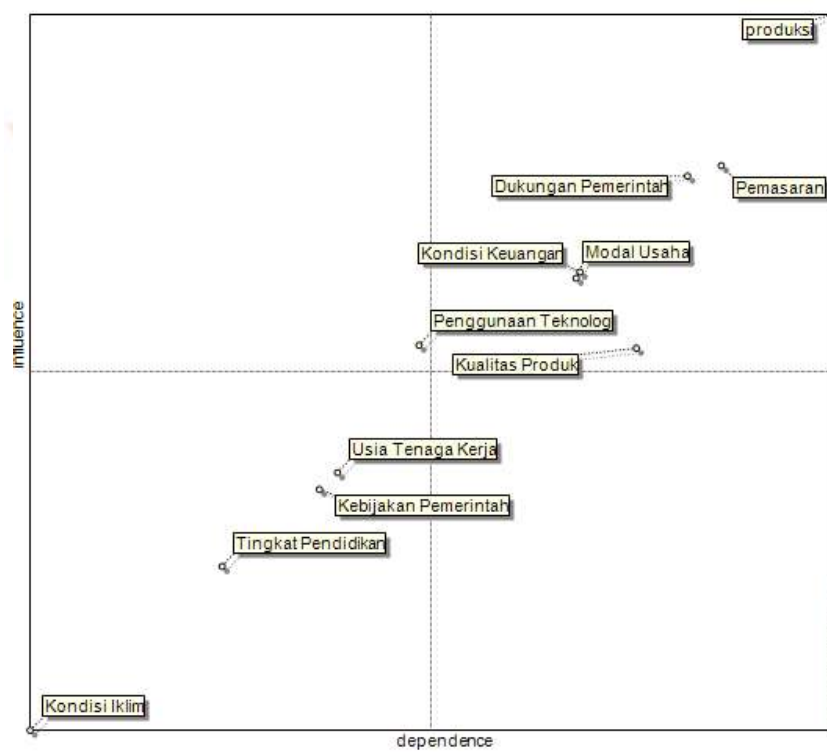 produksi
Dukungan Pemerintah
Pemasaran
Kondisi Keuangan
Modal Usaha
Penggunaan Teknolog
Kualitas Produk
influence
Usia Tenaga Kerja
Kebijakan Pemerintah
Tingkat Pendidikan
Kondisi Iklim
dependence